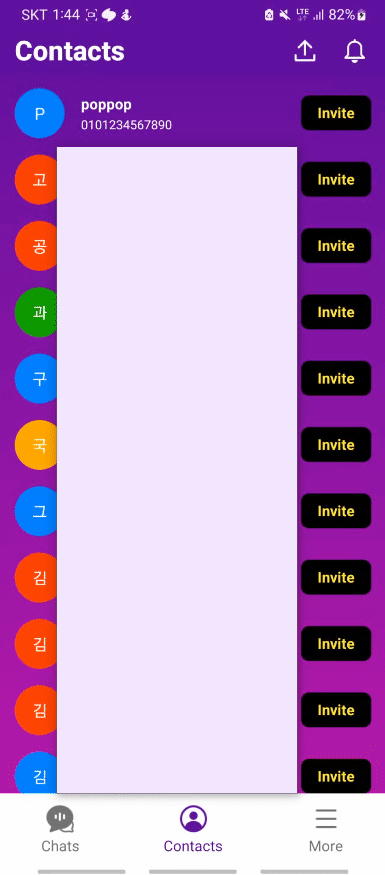 SKT 1:44 LTE 82%
Contacts
P poppop Invite
0101234567890
고 Invite
공 Invite
과 Invite
구 Invite
국 Invite
그 Invite
김 Invite
김 Invite
김 Invite
김 Invite
Chats Contacts More